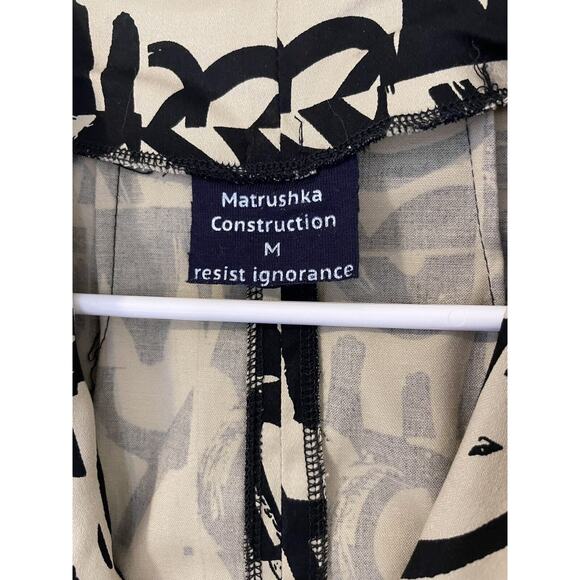 Matrushka
Construction
M
resist ignorance